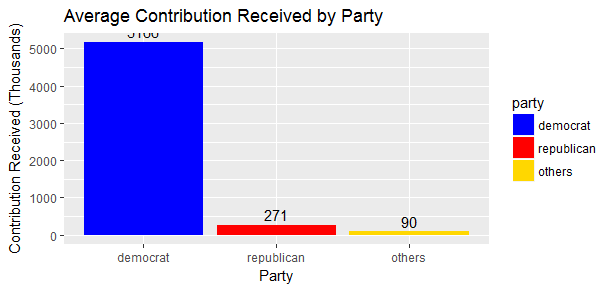 Average Contribution Received by Party
Contribution Received (Thousands)
5000
4000
3000
2000
1000
0
271
90
democrat
republican
others
Party
party
democrat
republican
others